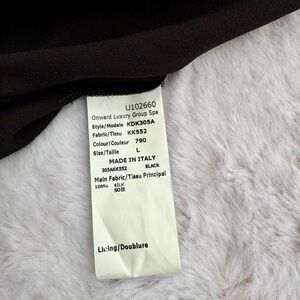 U102660
Onward Luxury Group Spa
Style/Modele KDK305A
Fabric/Tissu KK552
Colour/Couleur 790
Size/Taille L
MADE IN ITALY
305AKK552 BLACK
Main Fabric/Tissu Principal
100% SILK
SOIE
Lining/Doublure